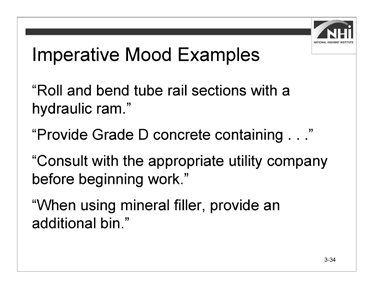 NHI
NATIONAL HIGHWAY INSTITUTE
Imperative Mood Examples
“Roll and bend tube rail sections with a
hydraulic ram.”
“Provide Grade D concrete containing . . .”
“Consult with the appropriate utility company
before beginning work.”
“When using mineral filler, provide an
additional bin.”
3-34